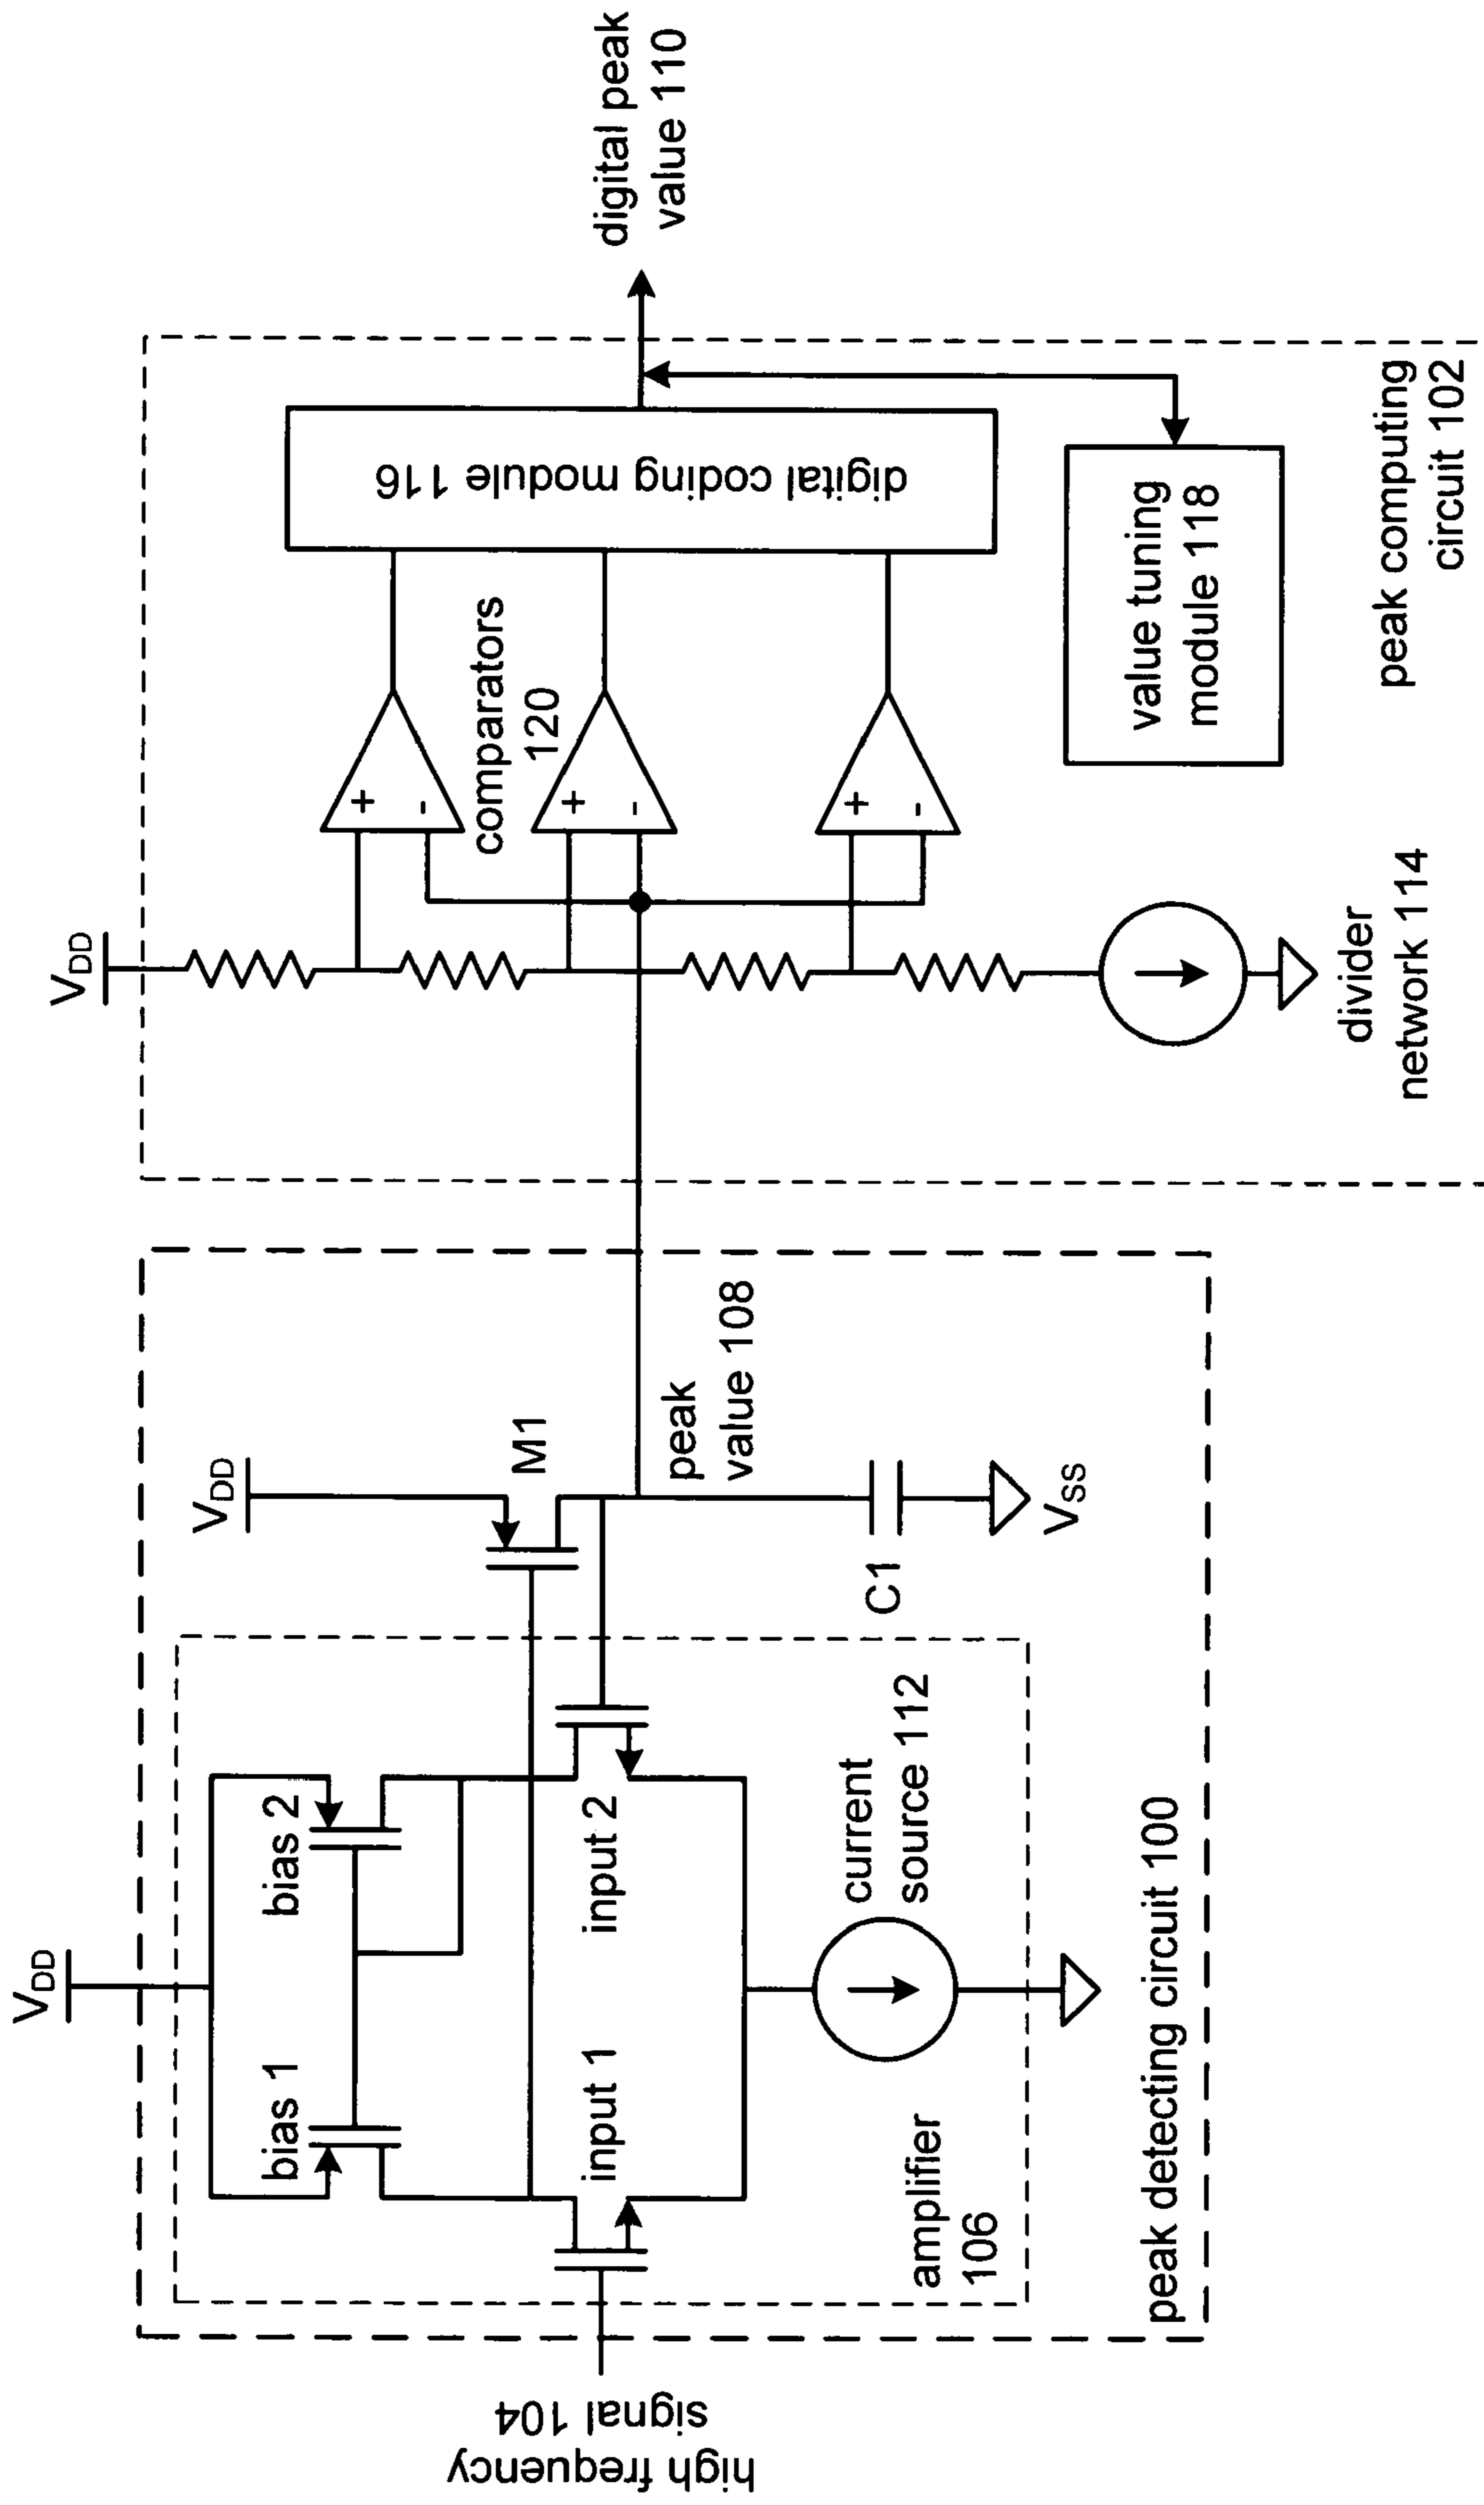 high frequency
signal 104
V_DD
bias 1
bias 2
input 1
input 2
amplifier
106
current
source 112
peak detecting circuit 100
V_DD
M1
peak
value 108
C1
V_SS
V_DD
comparators
120
digital coding module 116
value tuning
module 118
divider
network 114
peak computing
circuit 102
digital peak
value 110
+
-
+
-
+
-